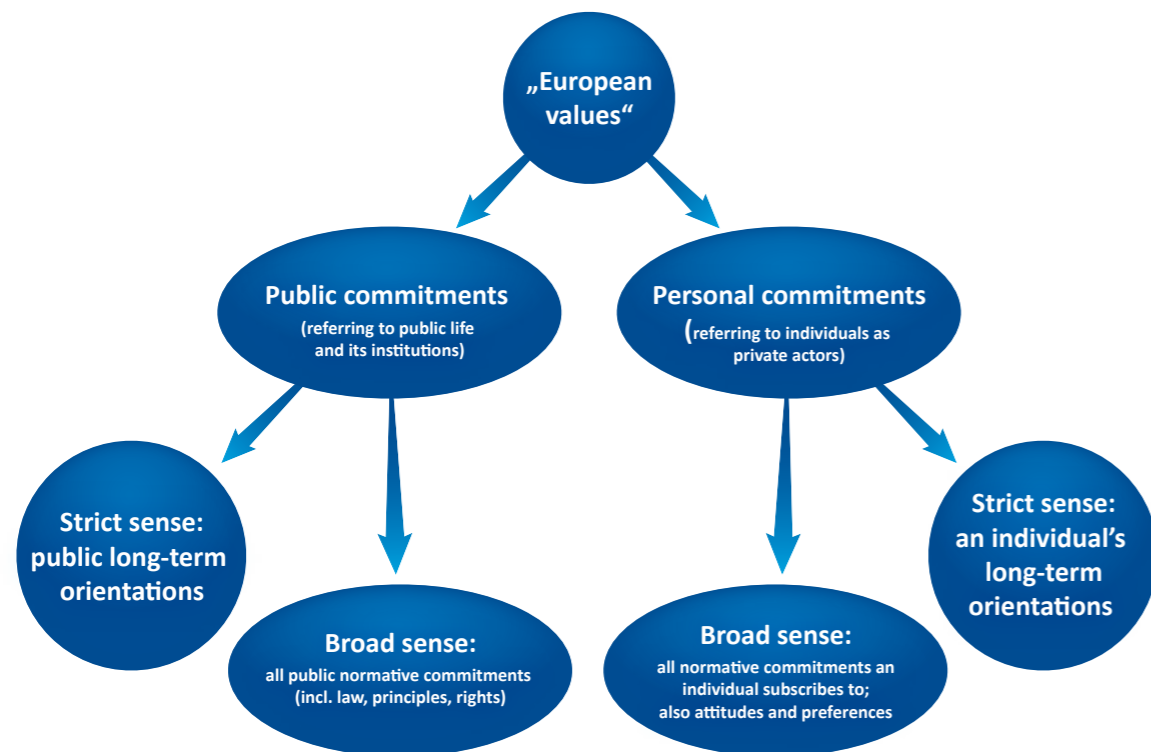 „European
values“
Public commitments
(referring to public life
and its institutions)
Personal commitments
(referring to individuals as
private actors)
Strict sense:
public long-term
orientations
Broad sense:
all public normative commitments
(incl. law, principles, rights)
Broad sense:
all normative commitments an
individual subscribes to;
also attitudes and preferences
Strict sense:
an individual’s
long-term
orientations